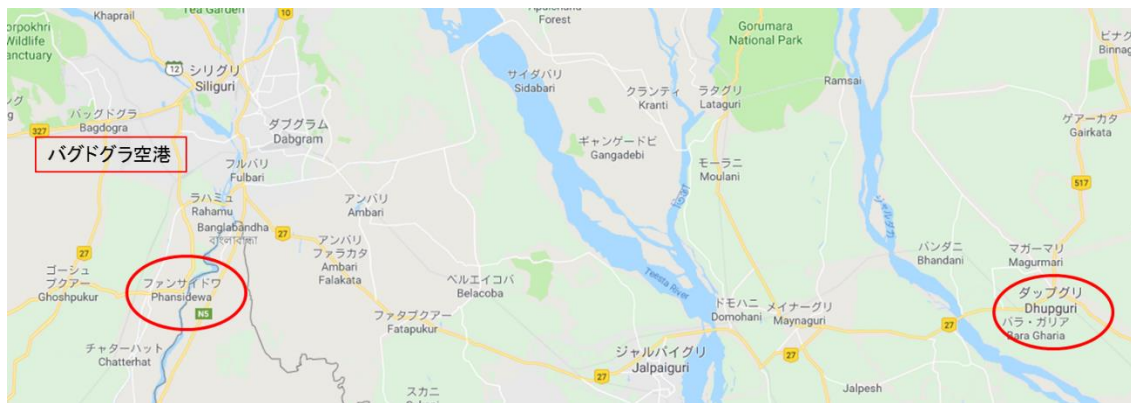 Khaprail
Tea Garden
10
Forest
Gorumara
National Park
orpokhri
Wildlife
anctuary
12
シリグリ
Siliguri
サイダバリ
Sidabari
クランティ
Kranti
ラタグリ
Lataguri
Ramsai
ビナグ
Binnag
バッグドグラ
Bagdogra
327
ダブグラム
Dabgram
ゲアーカタ
Gairkata
バグドグラ空港
フルバリ
Fulbari
ギャンゲードビ
Gangadebi
モーラニ
Moulani
517
ラハミュ
Rahamu
アンバリ
Ambari
Banglabandha
27
27
アンバリ
ファラカタ
Ambari
Falakata
バンダニ
Bhandani
マガーマリ
Magurmari
ゴーシュ
プクアー
Ghoshpukur
ファンサイドワ
Phansidewa
N5
ベルエイコバ
Belacoba
Teesta River
ダップグリ
Dhupguri
バラ・ガリア
Bara Gharia
ファタプクアー
Fatapukur
ドモハニ
Domohani
メイナーグリ
Maynaguri
27
チャターハット
Chatterhat
ジャルパイグリ
Jalpaiguri
27
27
スカニ
Jalpesh